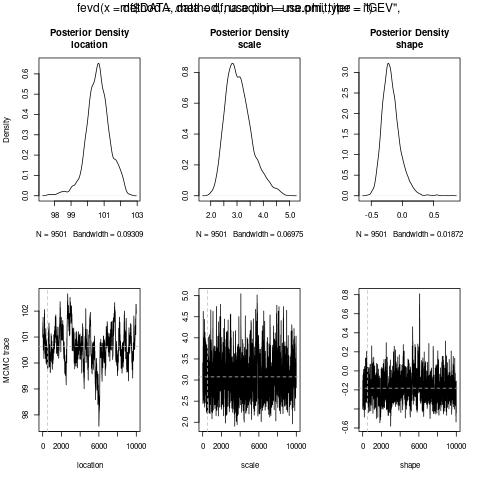 fevd(x =
Posterior Density Posterior Density Posterior Density
location scale shape
Density
0.0 0.1 0.2 0.3 0.4 0.5 0.6
0.0 0.2 0.4 0.6 0.8
0.0 0.5 1.0 1.5 2.0 2.5 3.0
98 99 101 103
2.0 3.0 4.0 5.0
-0.5 0.0 0.5
N = 9501 Bandwidth = 0.09309 N = 9501 Bandwidth = 0.06975 N = 9501 Bandwidth = 0.01872
MCMC trace
98 99 100 101 102
2.0 2.5 3.0 3.5 4.0 4.5 5.0
-0.6 -0.2 0.0 0.2 0.4 0.6 0.8
0 2000 6000 10000
0 2000 6000 10000
0 2000 6000 10000
location scale shape